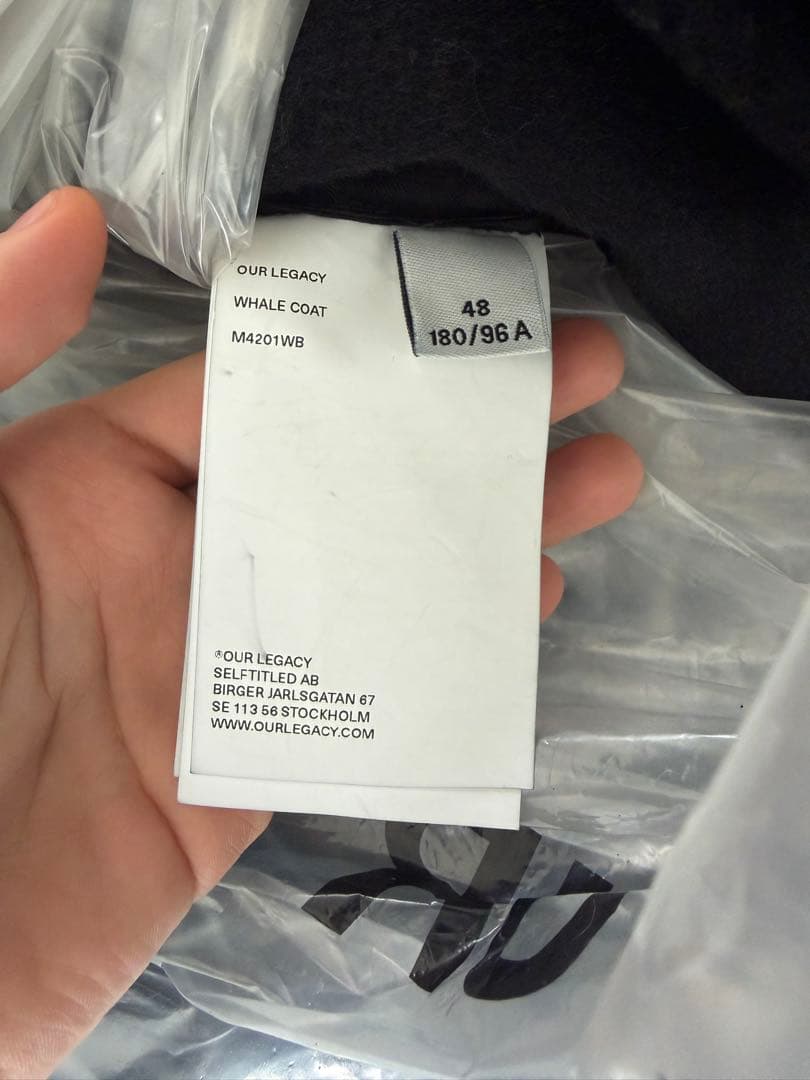 OUR LEGACY
WHALE COAT
M4201WB
48
180/96 A
®OUR LEGACY
SELFTITLED AB
BIRGER JARLSGATAN 67
SE 113 56 STOCKHOLM
WWW.OURLEGACY.COM